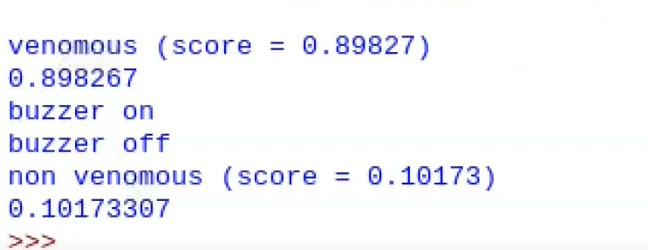 venomous (score = 0.89827)
0.898267
buzzer on
buzzer off
non venomous (score = 0.10173)
0.10173307
>>>